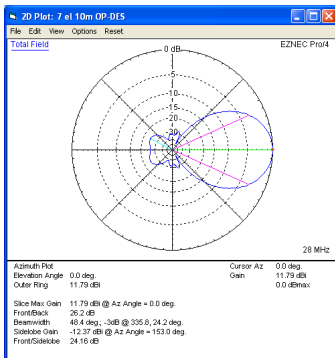 2D Plot: 7 el 10m OP-DES
File Edit View Options Reset
Total Field
EZNEC Pro/4
0 dB
-5
-10
-15
-20
-30
28 MHz
Azimuth Plot
Elevation Angle 0.0 deg.
Outer Ring 11.79 dBi
Cursor Az 0.0 deg.
Gain 11.79 dBi
0.0 dBmax
Slice Max Gain 11.79 dBi @ Az Angle = 0.0 deg.
Front/Back 26.2 dB
Beamwidth 48.4 deg.; -3dB @ 335.8, 24.2 deg.
Sidelobe Gain -12.37 dBi @ Az Angle = 153.0 deg.
Front/Sidelobe 24.16 dB